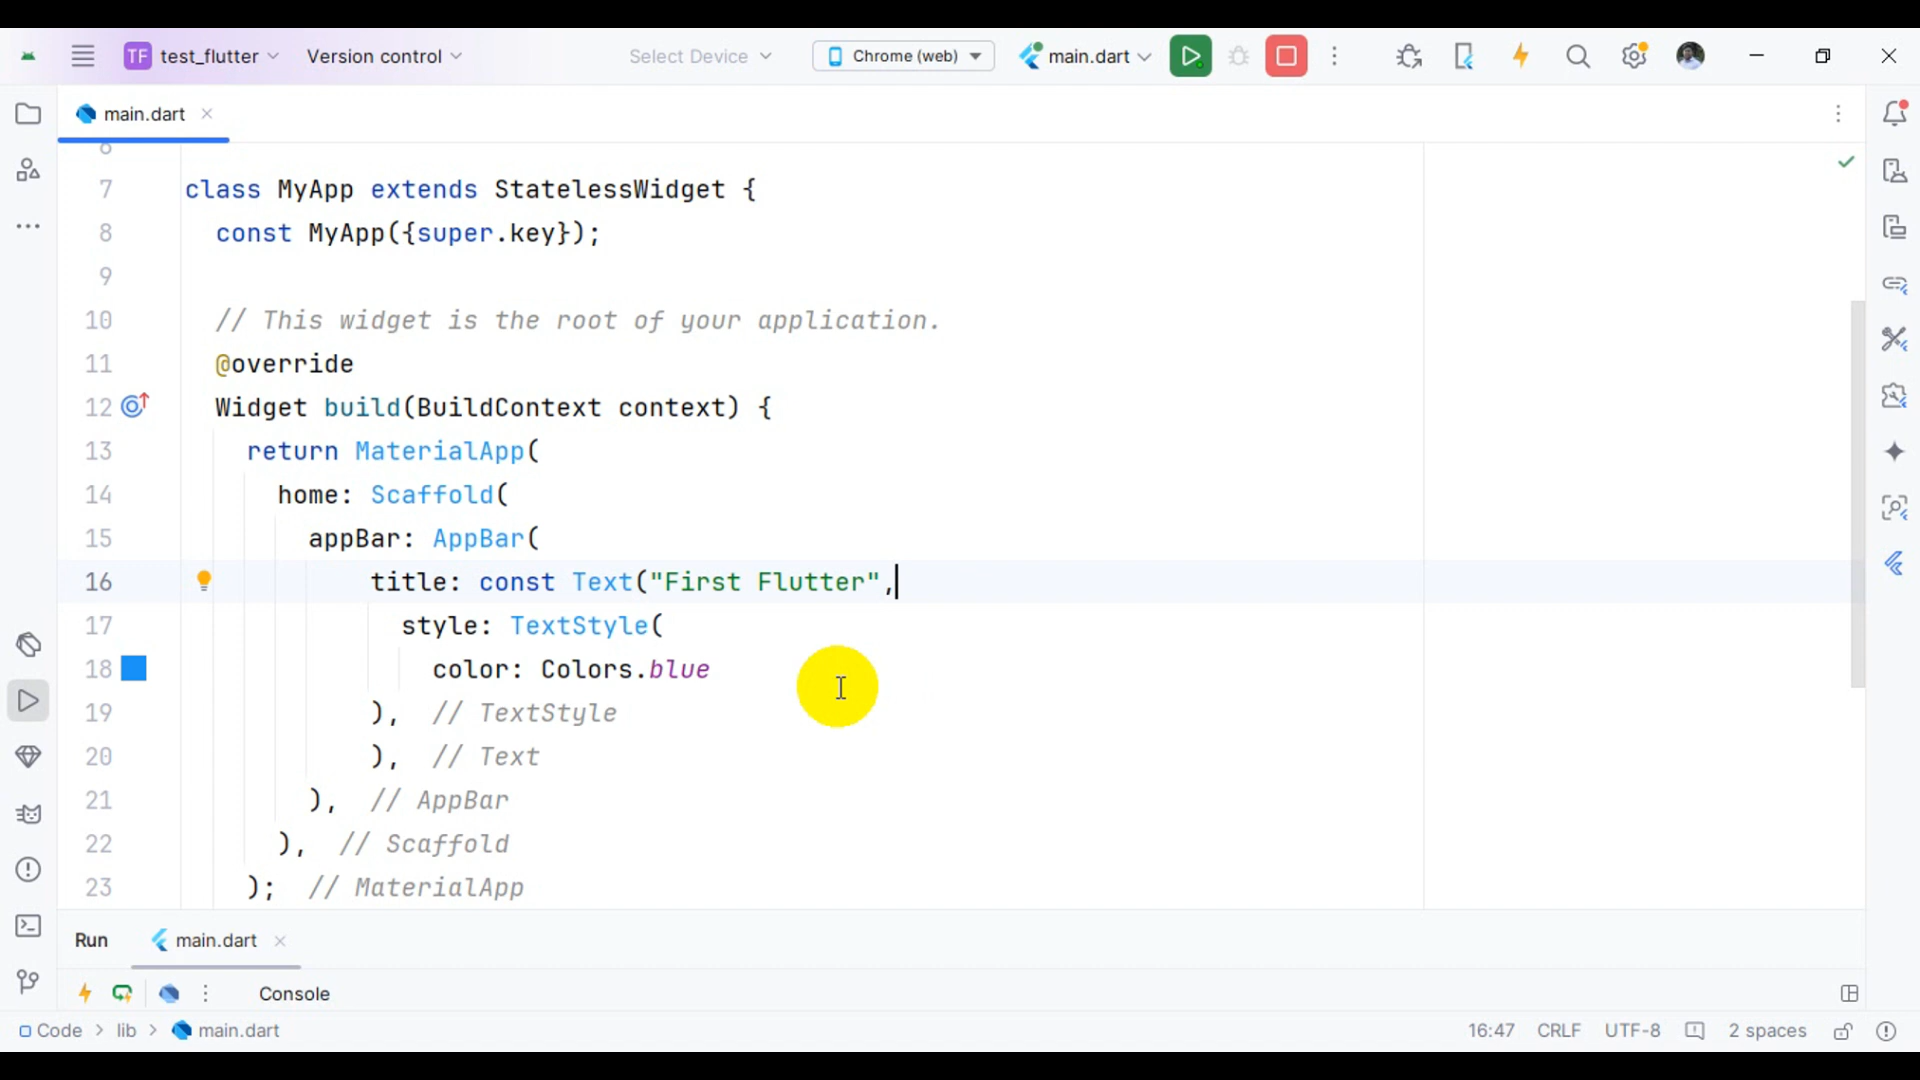 TF test_flutter Version control Select Device Chrome (web) main.dart
main.dart
6
7 class MyApp extends StatelessWidget {
8 const MyApp({super.key});
9
10 // This widget is the root of your application.
11 @override
12 Widget build(BuildContext context) {
13 return MaterialApp(
14 home: Scaffold(
15 appBar: AppBar(
16 title: const Text("First Flutter",
17 style: TextStyle(
18 color: Colors.blue
19 ), // TextStyle
20 ), // Text
21 ), // AppBar
22 ), // Scaffold
23 ); // MaterialApp
Run main.dart
Console
Code > lib > main.dart 16:47 CRLF UTF-8 2 spaces